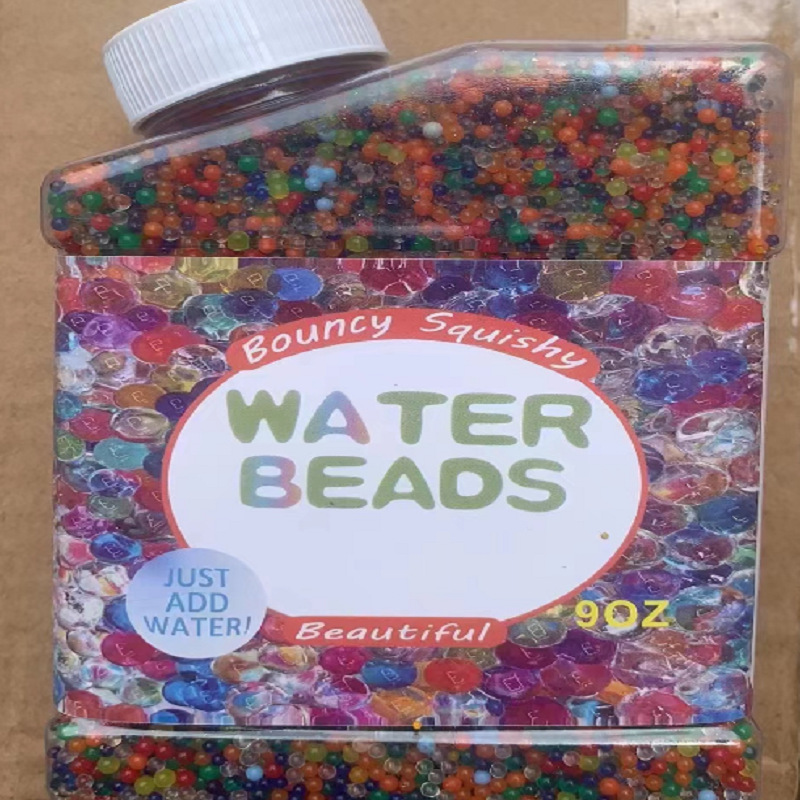 Bouncy Squishy
WATER
BEADS
JUST
ADD
WATER!
9OZ
Beautiful